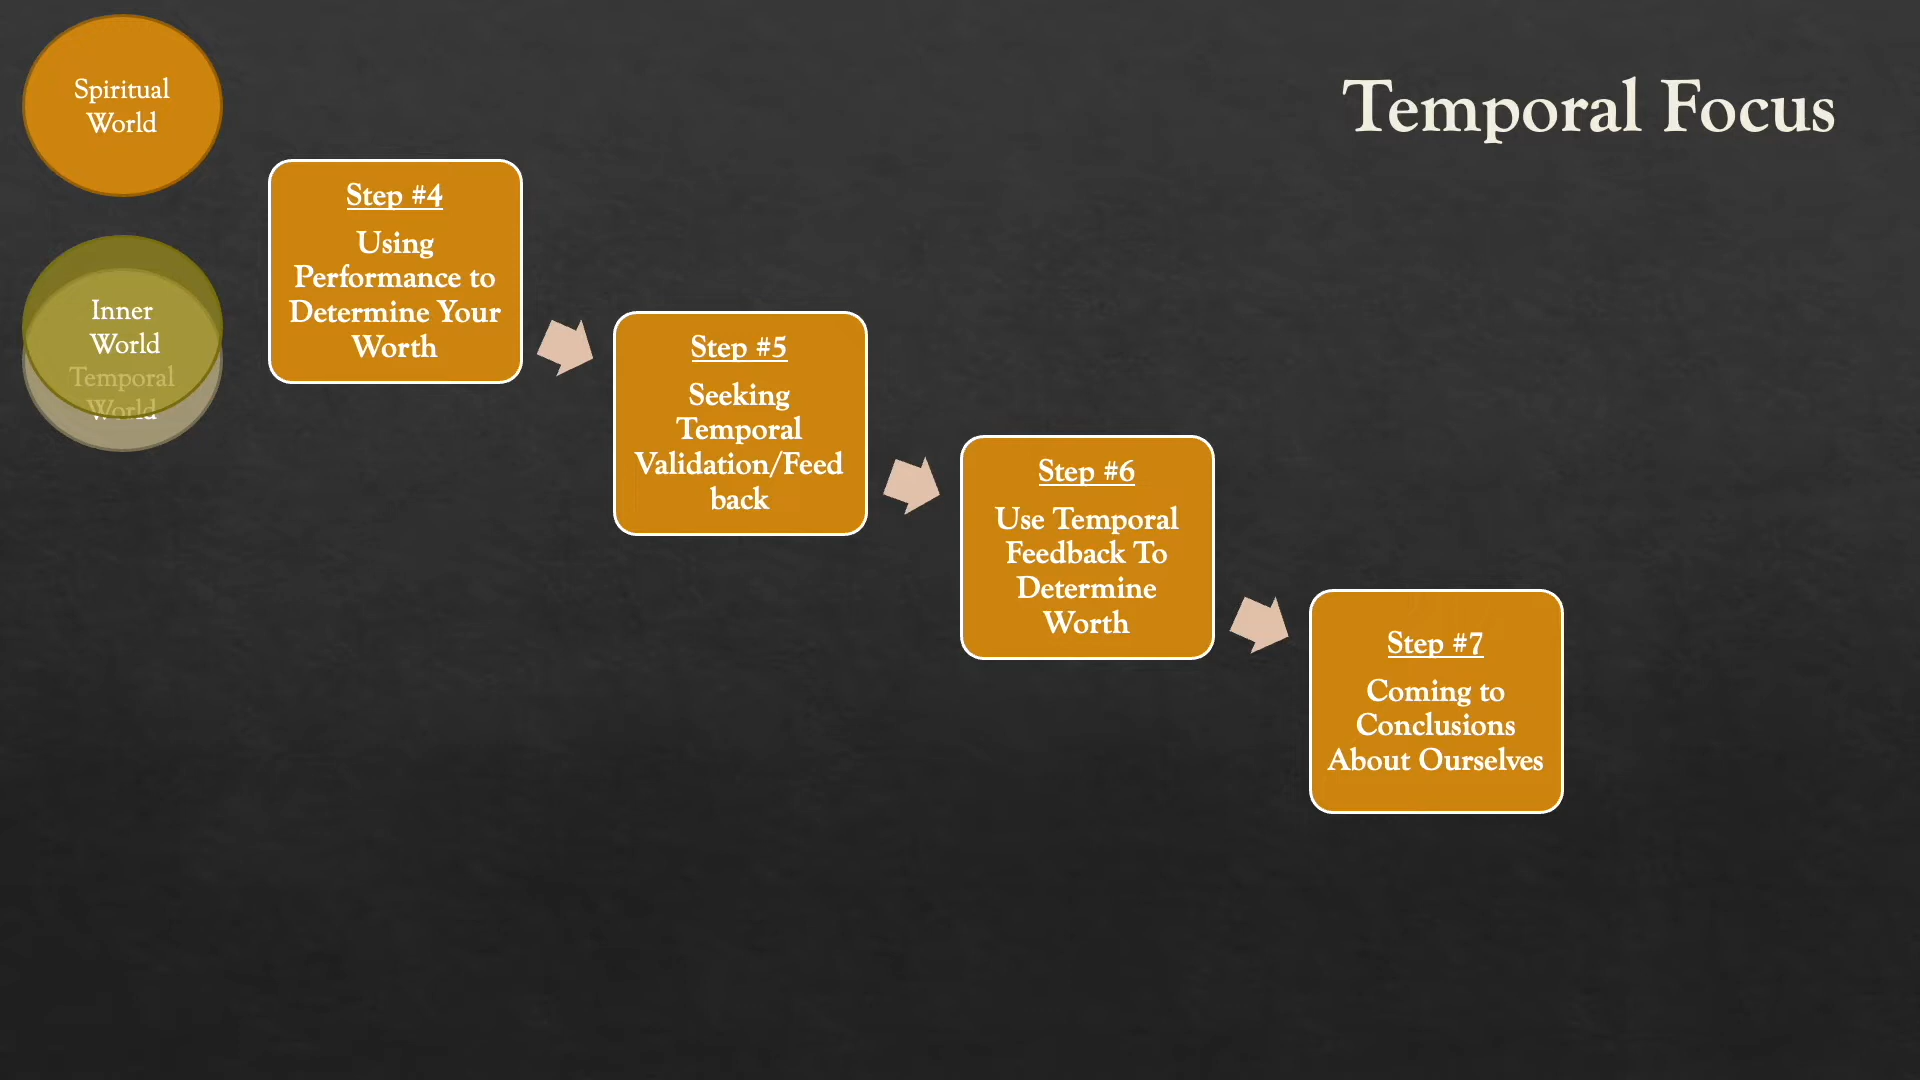 Temporal Focus
Spiritual
World
Inner
World
Temporal
World
Step #4
Using
Performance to
Determine Your
Worth
Step #5
Seeking
Temporal
Validation/Feed
back
Step #6
Use Temporal
Feedback To
Determine
Worth
Step #7
Coming to
Conclusions
About Ourselves